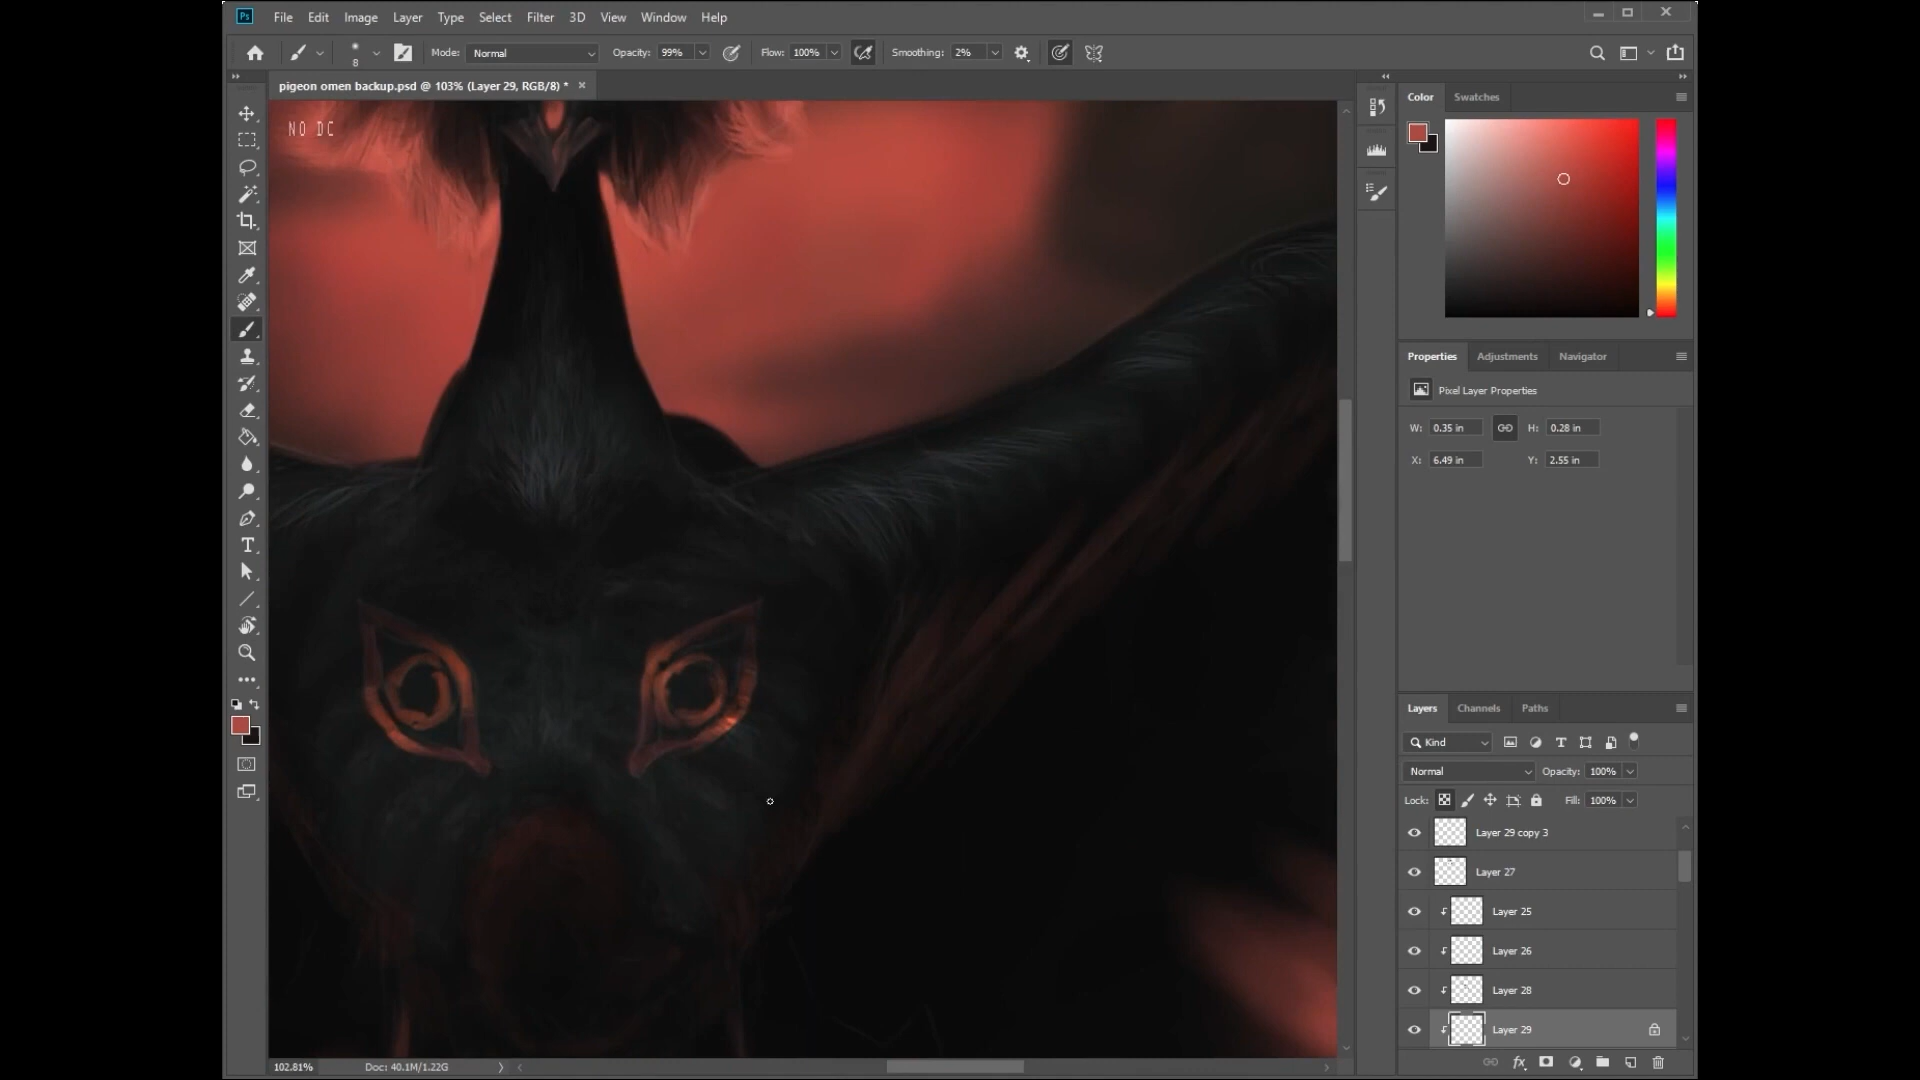 Ps File Edit Image Layer Type Select Filter 3D View Window Help
8 Mode: Normal Opacity: 99% Flow: 100% Smoothing: 2%
pigeon omen backup.psd @ 103% (Layer 29, RGB/8) *
NO DC
Color Swatches
Properties Adjustments Navigator
Pixel Layer Properties
W: 0.35 in H: 0.28 in
X: 6.49 in Y: 2.55 in
Layers Channels Paths
Kind
Normal Opacity: 100%
Lock: Fill: 100%
Layer 29 copy 3
Layer 27
Layer 25
Layer 26
Layer 28
Layer 29
102.81% Doc: 40.1M/1.22G